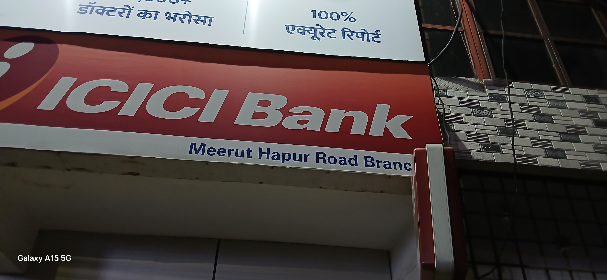 डॉक्टरों का भरोसा
100%
एक्यूरेट रिपोर्ट
ICICI Bank
Meerut Hapur Road Branc
Galaxy A15 5G